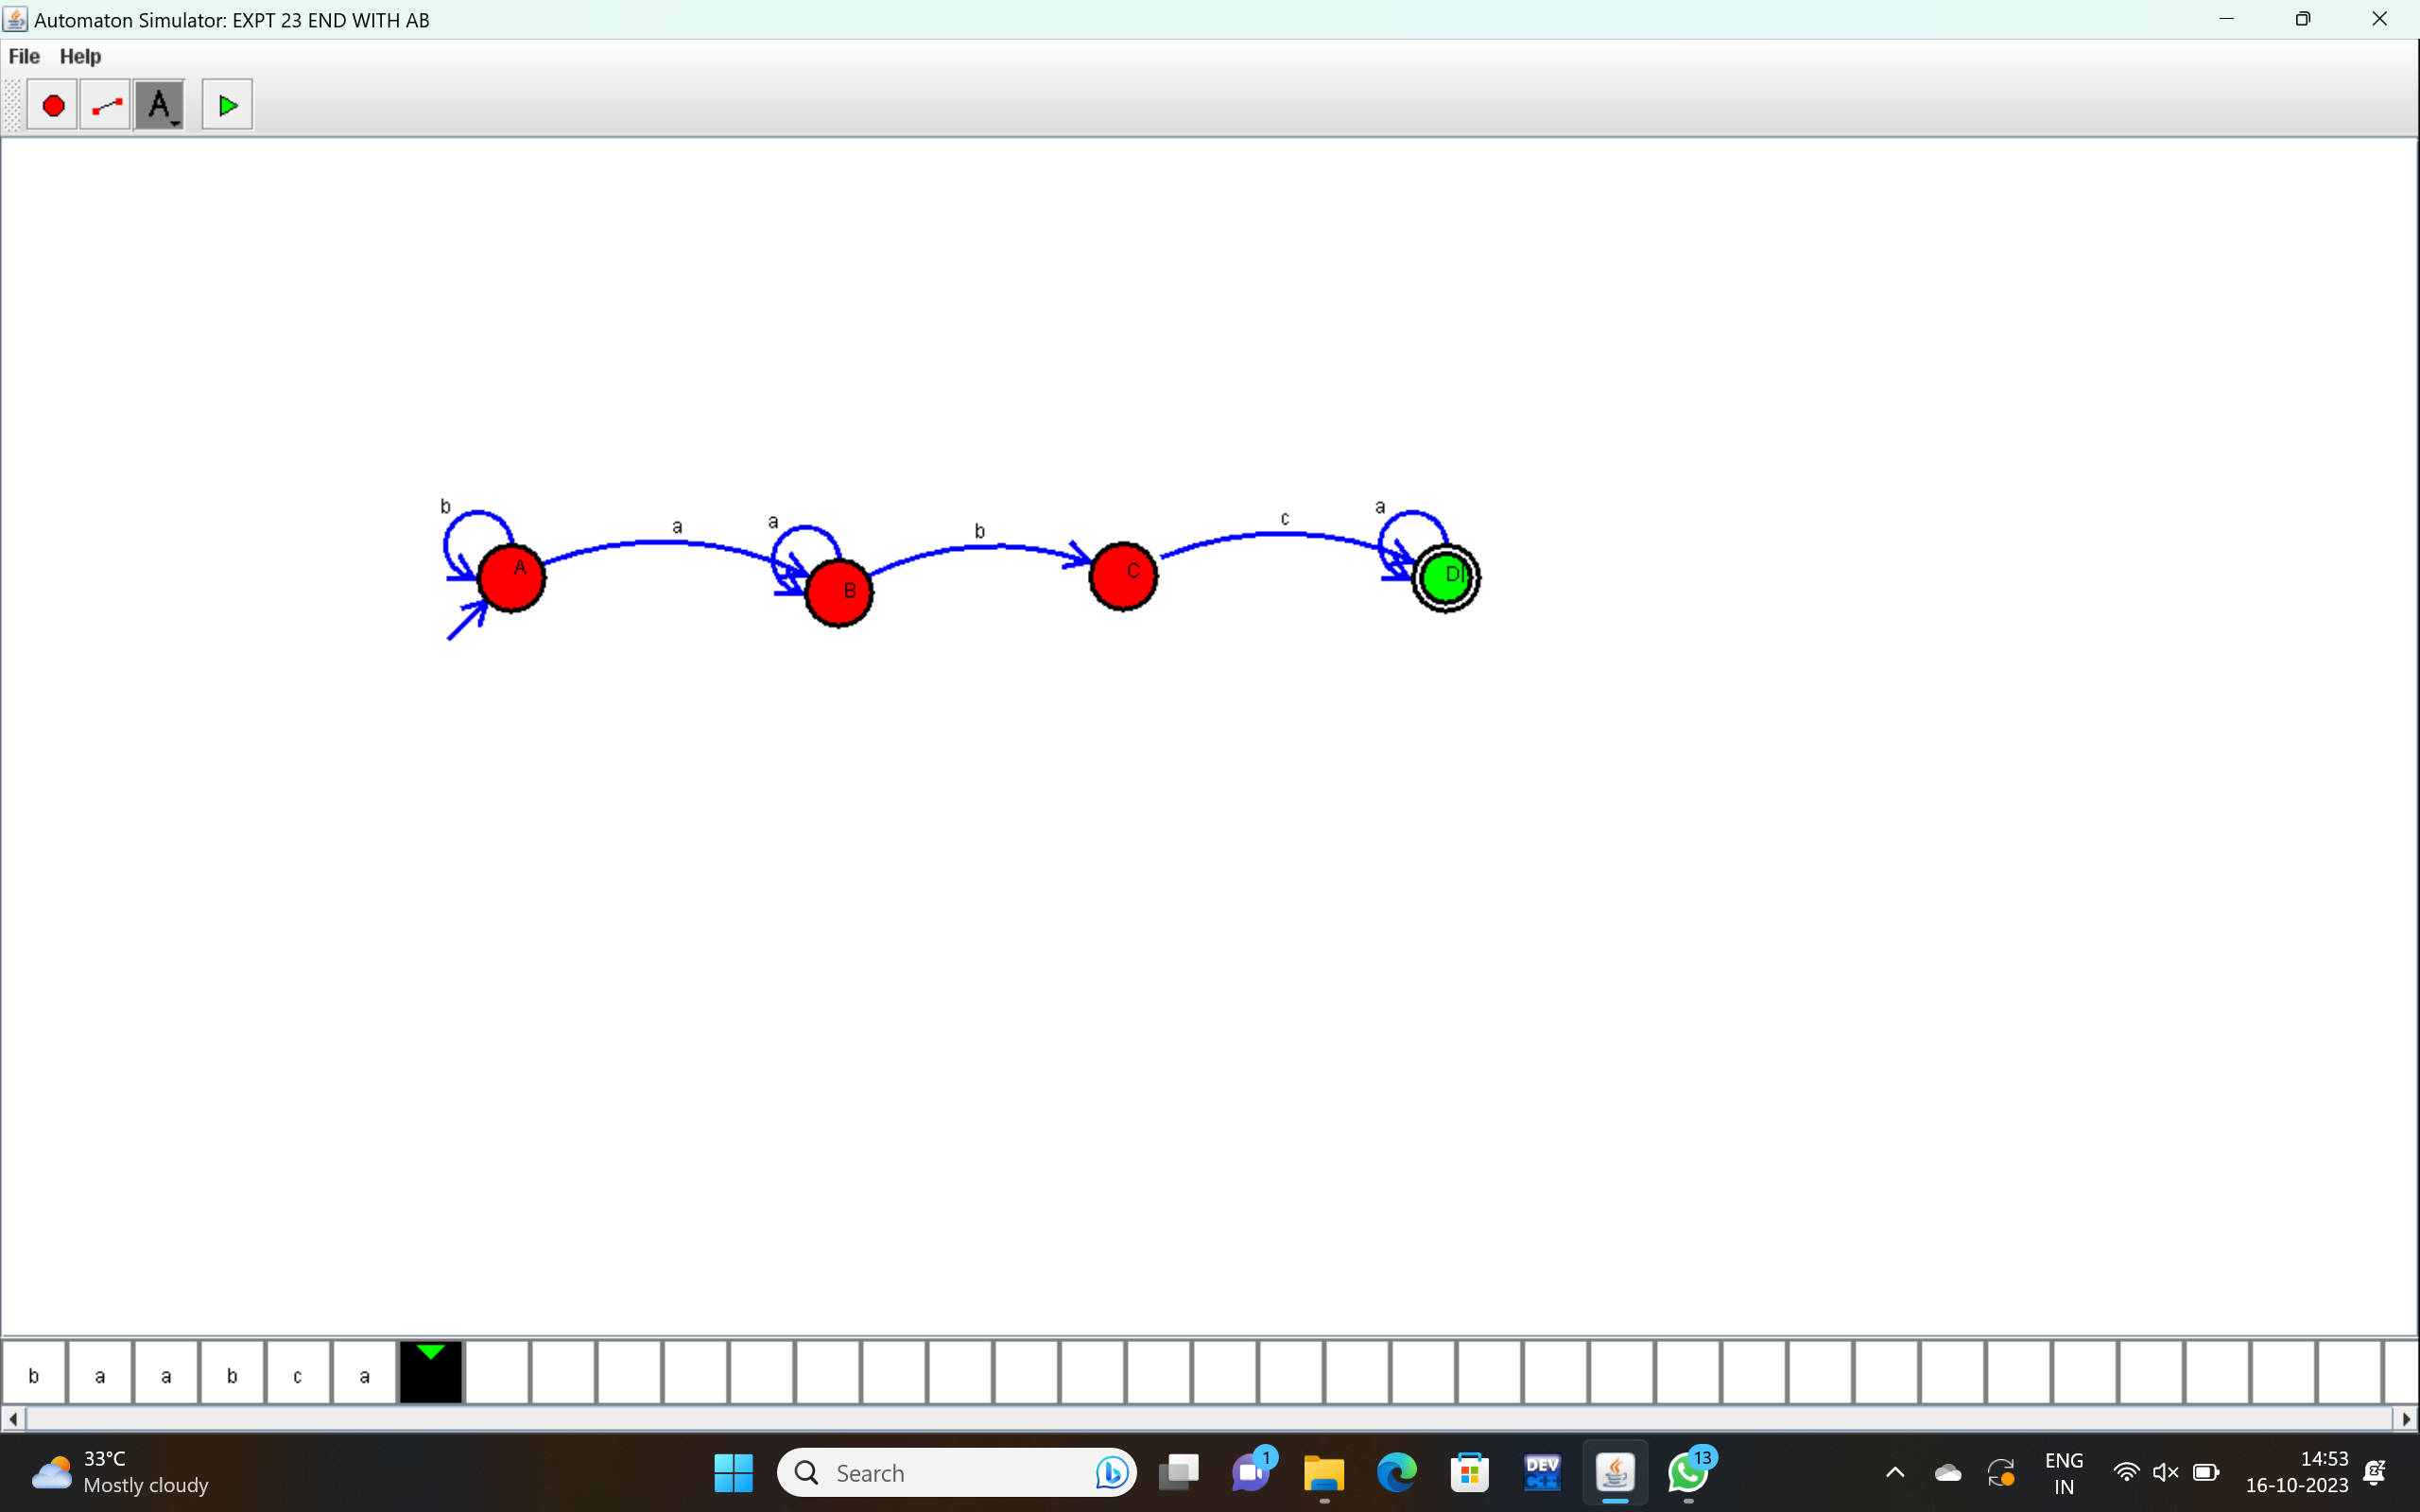 Automaton Simulator: EXPT 23 END WITH AB
File Help
A
b a a b c a
A B C D
b a a b c a
33°C
Mostly cloudy
Search
1
DEV
C++
13
ENG
IN
14:53
16-10-2023